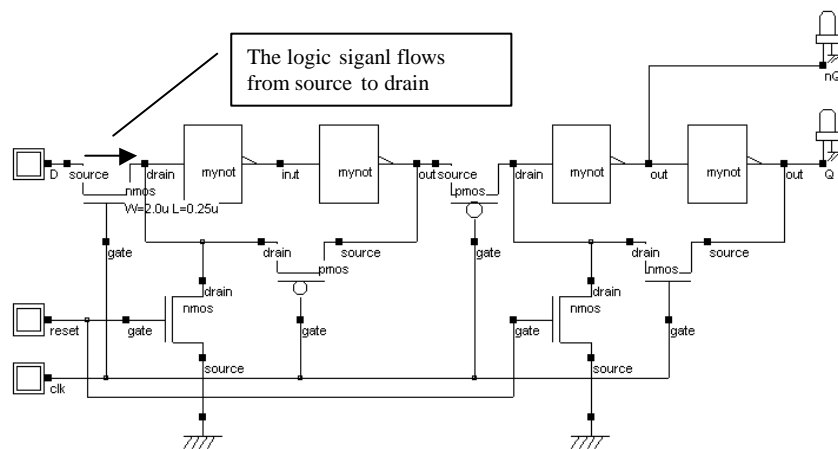 The logic siganl flows
from source to drain
nQ
D
source
drain
mynot
in.t
mynot
out
source
drain
mynot
out
mynot
out
Q
nmos
W=2.0u L=0.25u
pmos
gate
drain
source
pmos
gate
drain
source
nmos
drain
nmos
gate
gate
drain
nmos
gate
gate
reset
source
source
clk